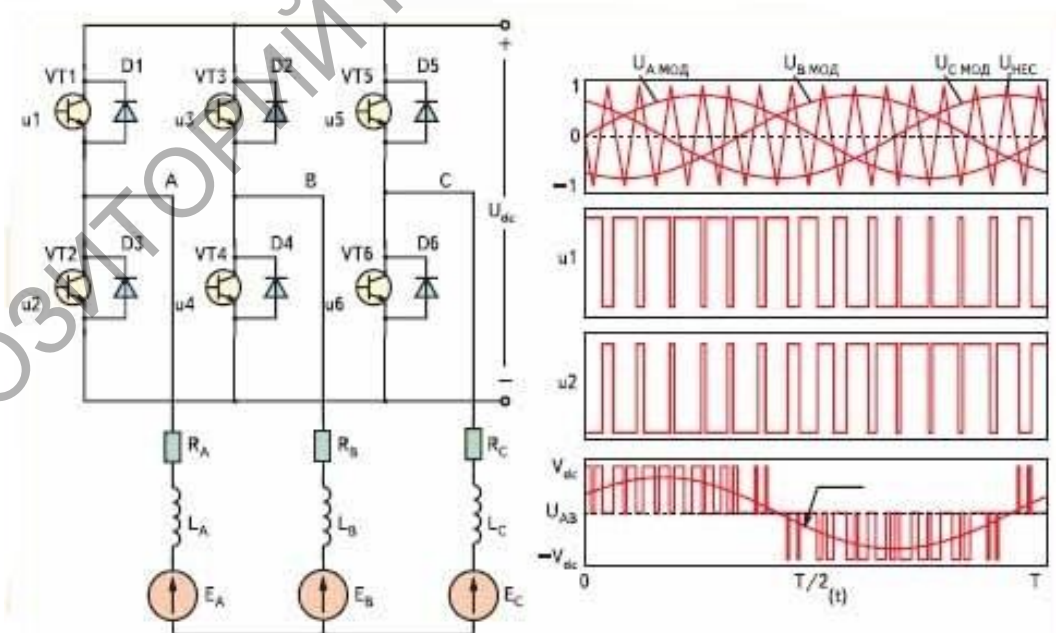 VT1 D1 VT3 D2 VT5 D5
u1 u3 u5
+
A B C
U_dc
VT2 D3 VT4 D4 VT6 D6
u2 u4 u6
−
R_A R_B R_C
L_A L_B L_C
E_A E_B E_C
U_A МОД U_B МОД U_C МОД U_НЕС
1
0
−1
u1
u2
V_dc
U_AB
−V_dc
0 T/2 (t) T